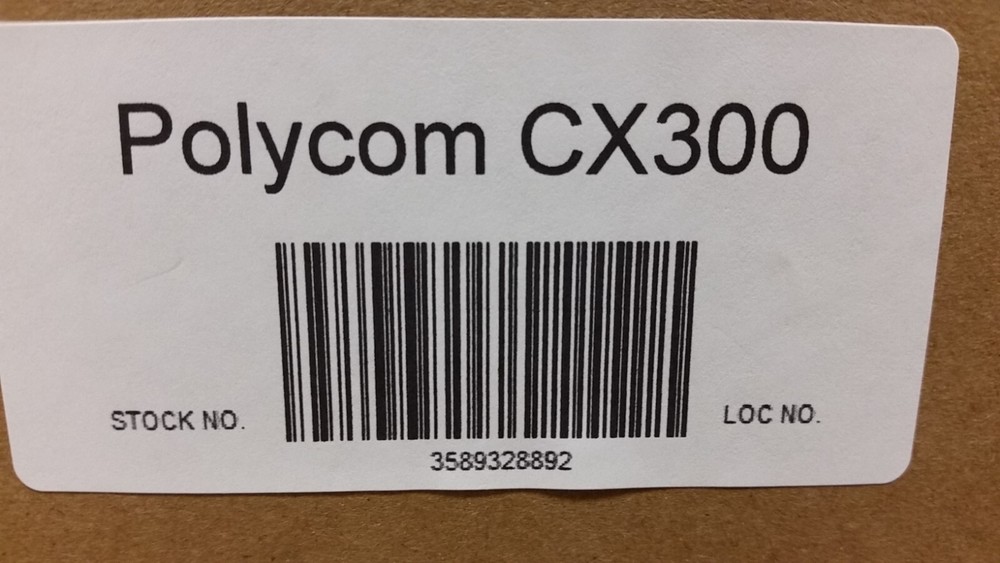 Polycom CX300
STOCK NO.
LOC NO.
3589328892